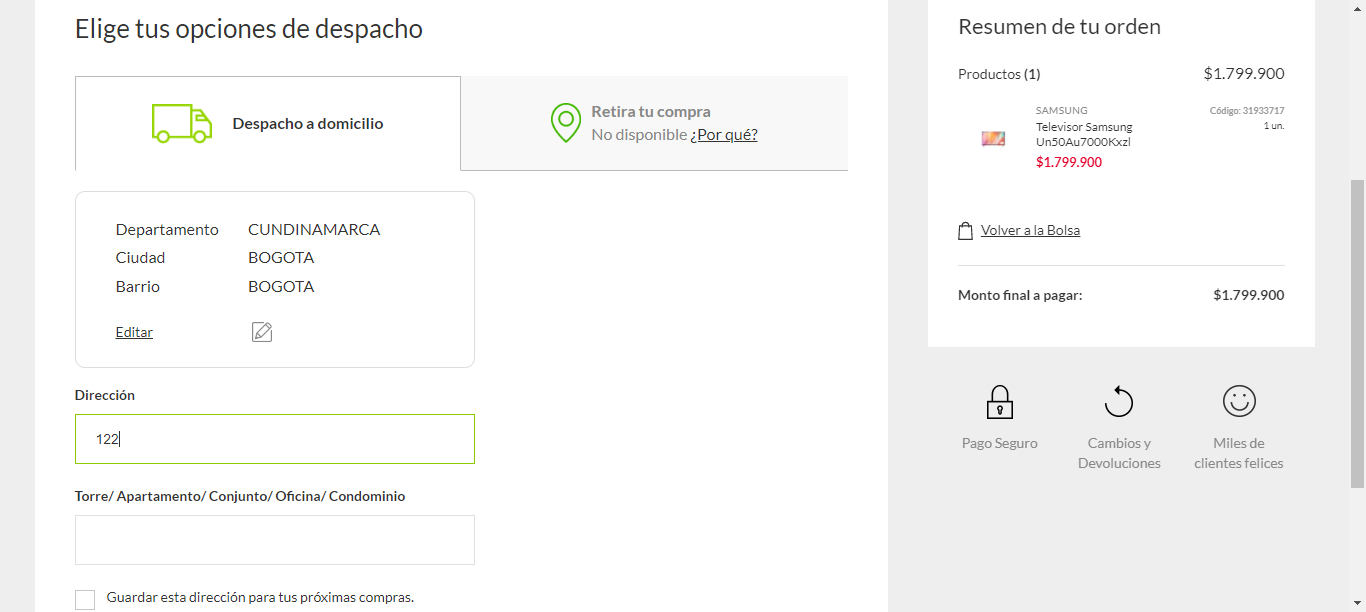 Elige tus opciones de despacho
Despacho a domicilio
Retira tu compra
No disponible ¿Por qué?
Departamento CUNDINAMARCA
Ciudad BOGOTA
Barrio BOGOTA
Editar
Dirección
122
Torre/ Apartamento/ Conjunto/ Oficina/ Condominio
Guardar esta dirección para tus próximas compras.
Resumen de tu orden
Productos (1) $1.799.900
SAMSUNG Código: 31933717
Televisor Samsung 1 un.
Un50Au7000Kxzl
$1.799.900
Volver a la Bolsa
Monto final a pagar: $1.799.900
Pago Seguro
Cambios y
Devoluciones
Miles de
clientes felices